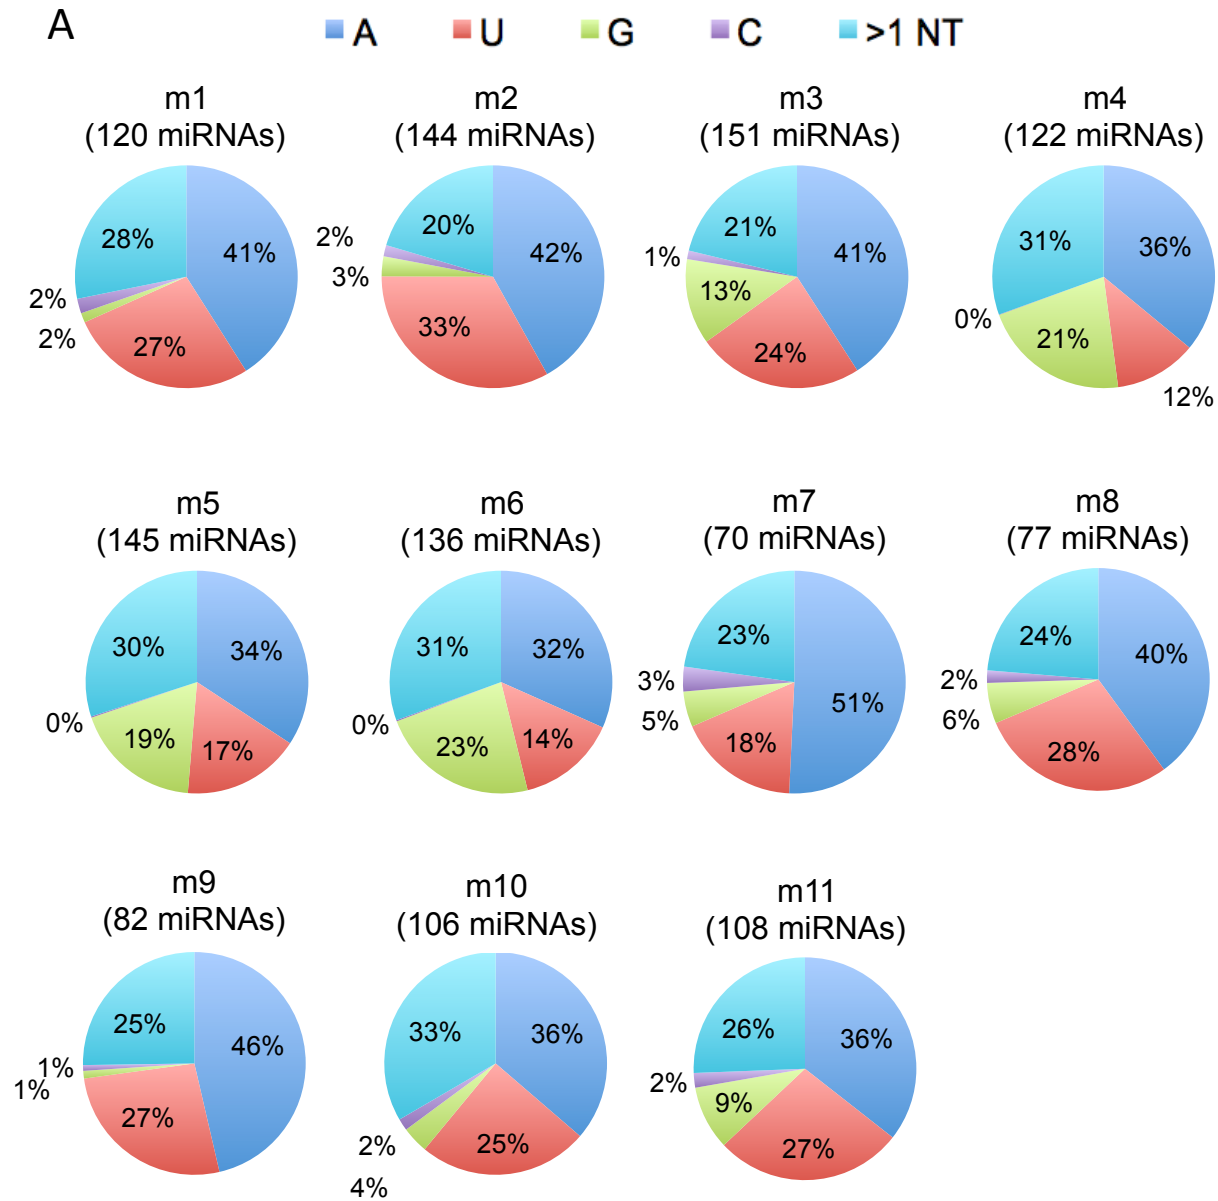 A
A U G C >1 NT
m1
(120 miRNAs)
28%
41%
2%
2%
27%
m2
(144 miRNAs)
20%
42%
2%
3%
33%
m3
(151 miRNAs)
21%
41%
1%
13%
24%
m4
(122 miRNAs)
31%
36%
0%
21%
12%
m5
(145 miRNAs)
30%
34%
0%
19%
17%
m6
(136 miRNAs)
31%
32%
0%
23%
14%
m7
(70 miRNAs)
23%
3%
51%
5%
18%
m8
(77 miRNAs)
24%
40%
2%
6%
28%
m9
(82 miRNAs)
25%
46%
1%
1%
27%
m10
(106 miRNAs)
33%
36%
2%
25%
4%
m11
(108 miRNAs)
26%
36%
2%
9%
27%